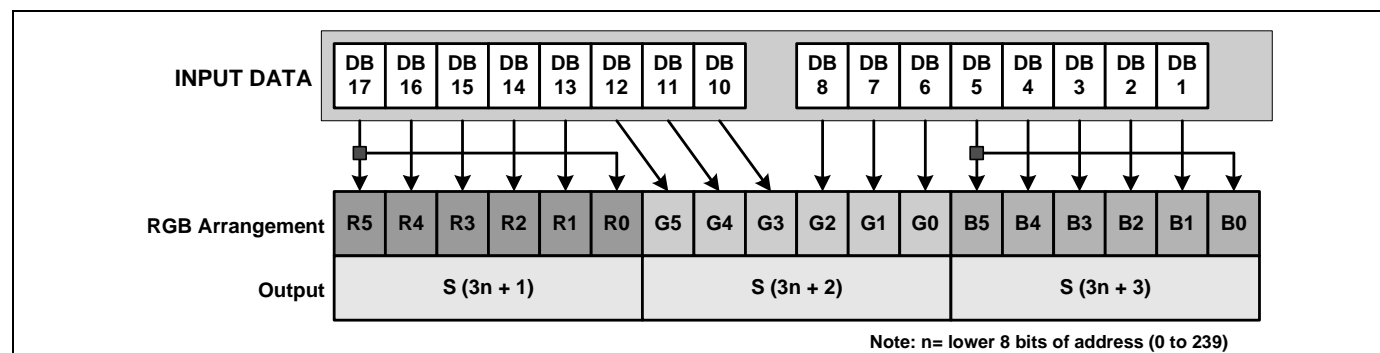 INPUT DATA
DB 17 DB 16 DB 15 DB 14 DB 13 DB 12 DB 11 DB 10 DB 8 DB 7 DB 6 DB 5 DB 4 DB 3 DB 2 DB 1
RGB Arrangement R5 R4 R3 R2 R1 R0 G5 G4 G3 G2 G1 G0 B5 B4 B3 B2 B1 B0
Output S (3n + 1) S (3n + 2) S (3n + 3)
Note: n= lower 8 bits of address (0 to 239)